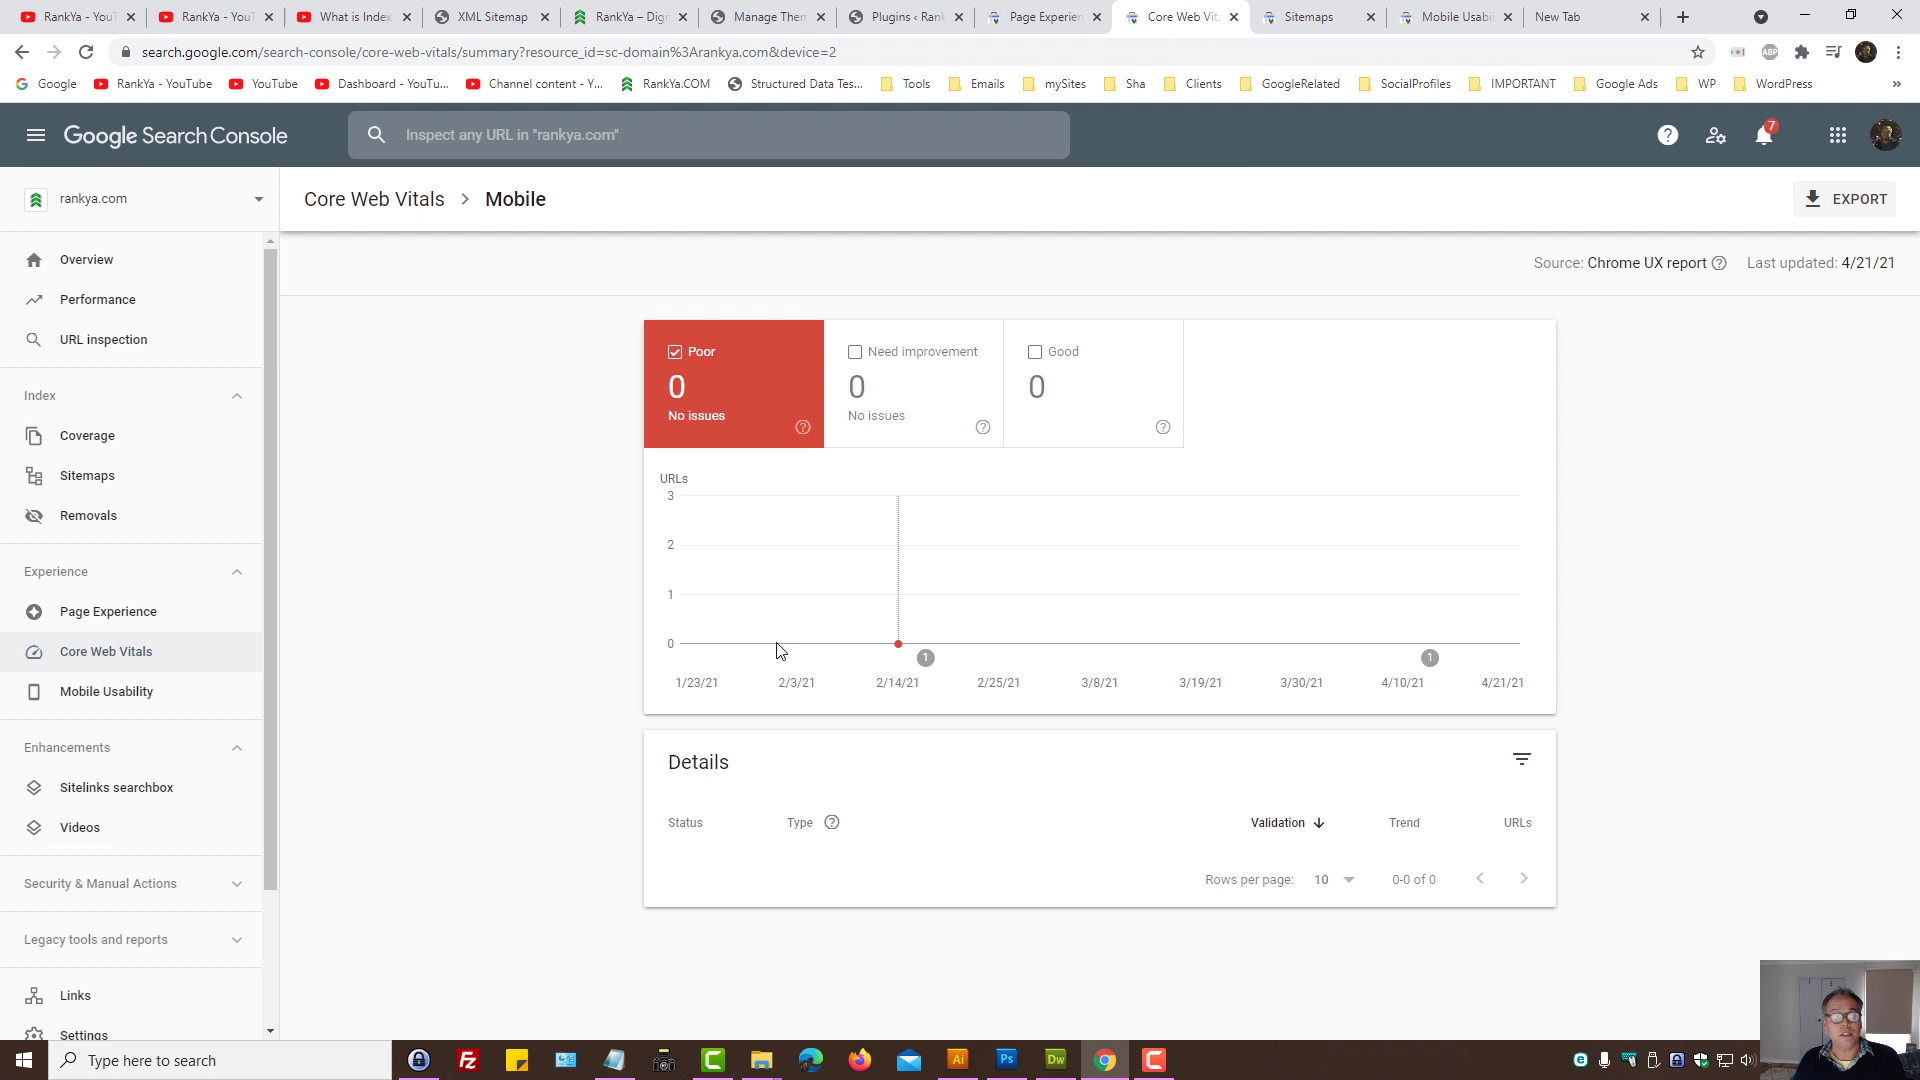 RankYa - YouT
RankYa - YouT
What is Index
XML Sitemap
RankYa – Digi
Manage Them
Plugins ‹ Rank
Page Experien
Core Web Vita
Sitemaps
Mobile Usabil
New Tab
search.google.com/search-console/core-web-vitals/summary?resource_id=sc-domain%3Arankya.com&device=2
ABP
Google
RankYa - YouTube
YouTube
Dashboard - YouTu...
Channel content - Y...
RankYa.COM
Structured Data Tes...
Tools
Emails
mySites
Sha
Clients
GoogleRelated
SocialProfiles
IMPORTANT
Google Ads
WP
WordPress
»
Google Search Console
Inspect any URL in "rankya.com"
7
rankya.com
Core Web Vitals > Mobile
EXPORT
Source: Chrome UX report
Last updated: 4/21/21
Overview
Performance
URL inspection
Index
Coverage
Sitemaps
Removals
Experience
Page Experience
Core Web Vitals
Mobile Usability
Enhancements
Sitelinks searchbox
Videos
Security & Manual Actions
Legacy tools and reports
Links
Settings
Poor
0
No issues
Need improvement
0
No issues
Good
0
URLs
3
2
1
0
1
1
1/23/21
2/3/21
2/14/21
2/25/21
3/8/21
3/19/21
3/30/21
4/10/21
4/21/21
Details
Status
Type
Validation
Trend
URLs
Rows per page:
10
0-0 of 0
Type here to search
Fz
Ai
Ps
Dw